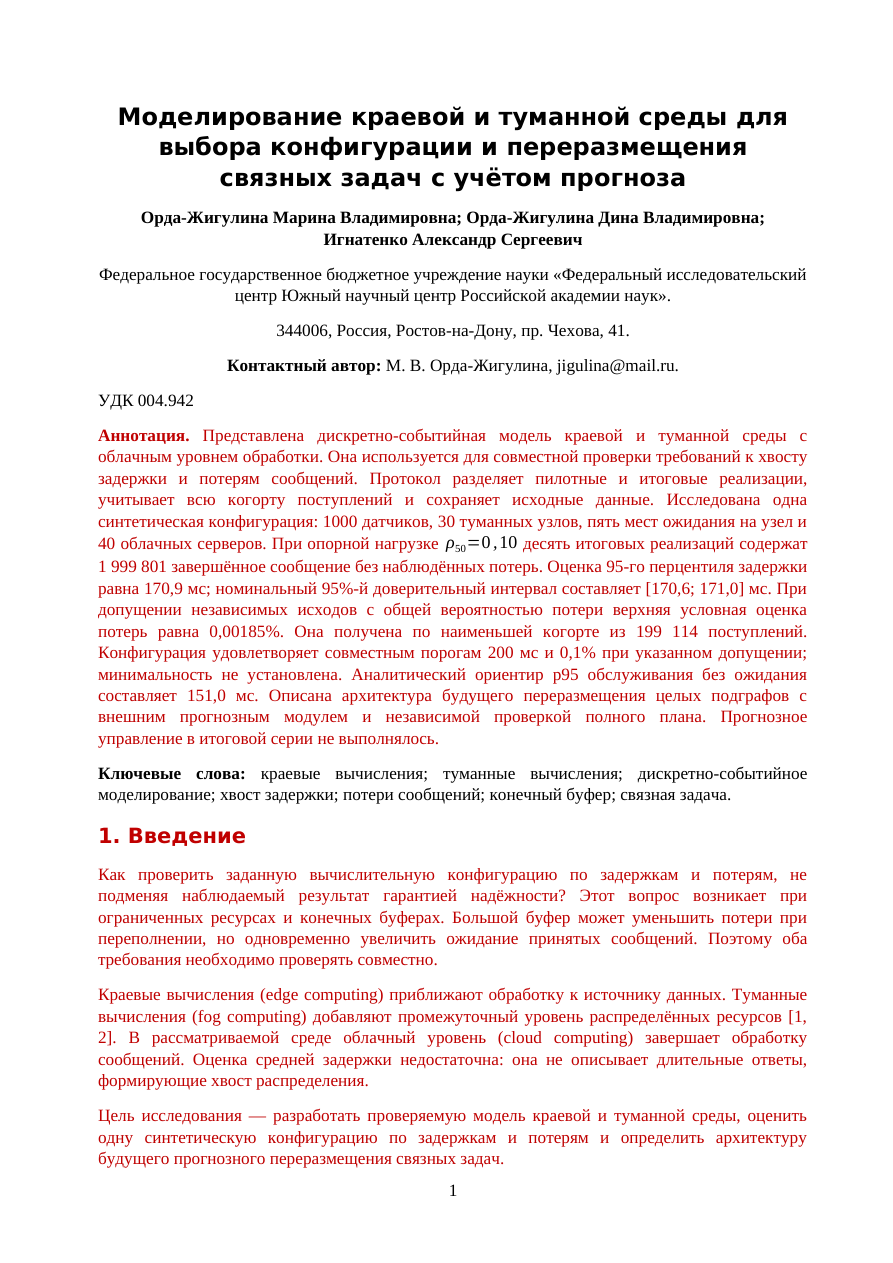 Моделирование краевой и туманной среды для
выбора конфигурации и переразмещения
связных задач с учётом прогноза
Орда-Жигулина Марина Владимировна; Орда-Жигулина Дина Владимировна;
Игнатенко Александр Сергеевич
Федеральное государственное бюджетное учреждение науки «Федеральный исследовательский
центр Южный научный центр Российской академии наук».
344006, Россия, Ростов-на-Дону, пр. Чехова, 41.
Контактный автор: М. В. Орда-Жигулина, jigulina@mail.ru.
УДК 004.942
Аннотация. Представлена дискретно-событийная модель краевой и туманной среды с
облачным уровнем обработки. Она используется для совместной проверки требований к хвосту
задержки и потерям сообщений. Протокол разделяет пилотные и итоговые реализации,
учитывает всю когорту поступлений и сохраняет исходные данные. Исследована одна
синтетическая конфигурация: 1000 датчиков, 30 туманных узлов, пять мест ожидания на узел и
40 облачных серверов. При опорной нагрузке ρ₅₀=0,10 десять итоговых реализаций содержат
1 999 801 завершённое сообщение без наблюдённых потерь. Оценка 95-го перцентиля задержки
равна 170,9 мс; номинальный 95%-й доверительный интервал составляет [170,6; 171,0] мс. При
допущении независимых исходов с общей вероятностью потери верхняя условная оценка
потерь равна 0,00185%. Она получена по наименьшей когорте из 199 114 поступлений.
Конфигурация удовлетворяет совместным порогам 200 мс и 0,1% при указанном допущении;
минимальность не установлена. Аналитический ориентир p95 обслуживания без ожидания
составляет 151,0 мс. Описана архитектура будущего переразмещения целых подграфов с
внешним прогнозным модулем и независимой проверкой полного плана. Прогнозное
управление в итоговой серии не выполнялось.
Ключевые слова: краевые вычисления; туманные вычисления; дискретно-событийное
моделирование; хвост задержки; потери сообщений; конечный буфер; связная задача.
1. Введение
Как проверить заданную вычислительную конфигурацию по задержкам и потерям, не
подменяя наблюдаемый результат гарантией надёжности? Этот вопрос возникает при
ограниченных ресурсах и конечных буферах. Большой буфер может уменьшить потери при
переполнении, но одновременно увеличить ожидание принятых сообщений. Поэтому оба
требования необходимо проверять совместно.
Краевые вычисления (edge computing) приближают обработку к источнику данных. Туманные
вычисления (fog computing) добавляют промежуточный уровень распределённых ресурсов [1,
2]. В рассматриваемой среде облачный уровень (cloud computing) завершает обработку
сообщений. Оценка средней задержки недостаточна: она не описывает длительные ответы,
формирующие хвост распределения.
Цель исследования — разработать проверяемую модель краевой и туманной среды, оценить
одну синтетическую конфигурацию по задержкам и потерям и определить архитектуру
будущего прогнозного переразмещения связных задач.
1